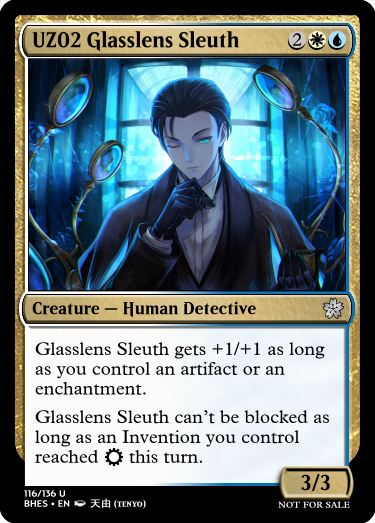 UZ02 Glasslens Sleuth 2
Creature — Human Detective
Glasslens Sleuth gets +1/+1 as long
as you control an artifact or an
enchantment.
Glasslens Sleuth can't be blocked as
long as an Invention you control
reached this turn.
3/3
116/136 U
BHES • EN 天由 (TENYO)
NOT FOR SALE